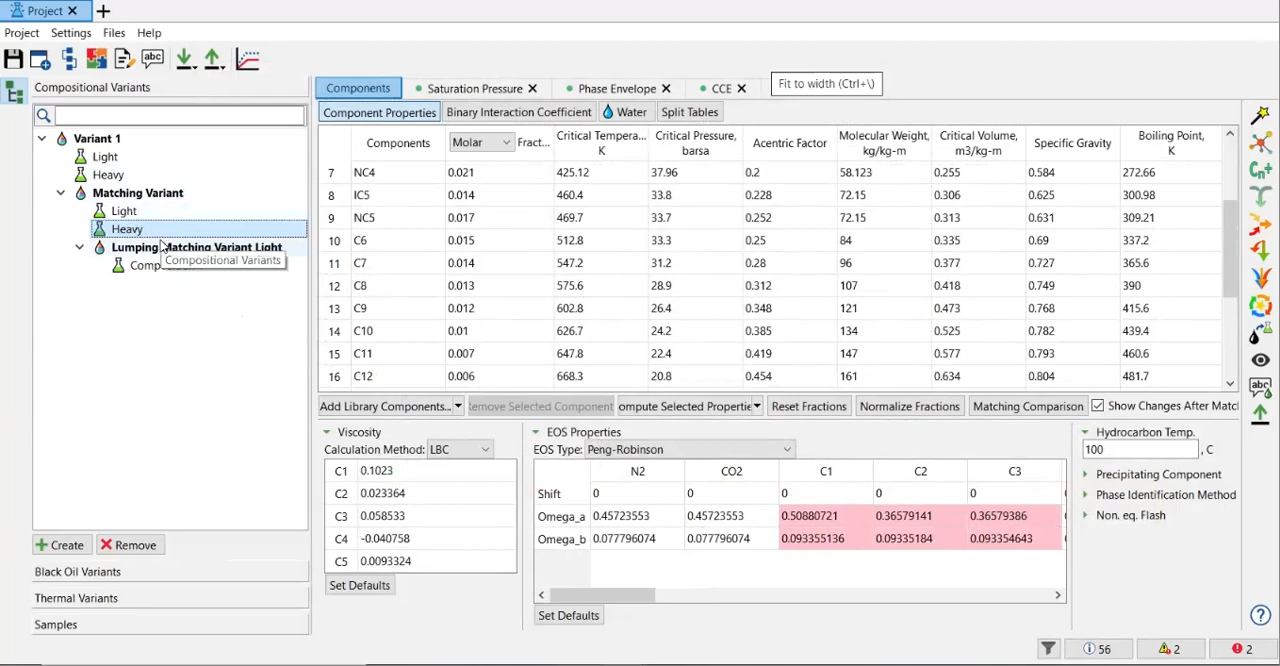 Project
Project Settings Files Help
abc
Compositional Variants
Variant 1
Light
Heavy
Matching Variant
Light
Heavy
Lumping Matching Variant Light
Compositional Variants
Create Remove
Black Oil Variants
Thermal Variants
Samples
Components Saturation Pressure Phase Envelope CCE Fit to width (Ctrl+\)
Component Properties Binary Interaction Coefficient Water Split Tables
Components Molar Fract... Critical Tempera... K Critical Pressure, barsa Acentric Factor Molecular Weight, kg/kg-m Critical Volume, m3/kg-m Specific Gravity Boiling Point, K
7 NC4 0.021 425.12 37.96 0.2 58.123 0.255 0.584 272.66
8 IC5 0.014 460.4 33.8 0.228 72.15 0.306 0.625 300.98
9 NC5 0.017 469.7 33.7 0.252 72.15 0.313 0.631 309.21
10 C6 0.015 512.8 33.3 0.25 84 0.335 0.69 337.2
11 C7 0.014 547.2 31.2 0.28 96 0.377 0.727 365.6
12 C8 0.013 575.6 28.9 0.312 107 0.418 0.749 390
13 C9 0.012 602.8 26.4 0.348 121 0.473 0.768 415.6
14 C10 0.01 626.7 24.2 0.385 134 0.525 0.782 439.4
15 C11 0.007 647.8 22.4 0.419 147 0.577 0.793 460.6
16 C12 0.006 668.3 20.8 0.454 161 0.634 0.804 481.7
Add Library Components... Remove Selected Component ompute Selected Propertie Reset Fractions Normalize Fractions Matching Comparison Show Changes After Matc
Viscosity
Calculation Method: LBC
C1 0.1023
C2 0.023364
C3 0.058533
C4 -0.040758
C5 0.0093324
Set Defaults
EOS Properties
EOS Type: Peng-Robinson
N2 CO2 C1 C2 C3
Shift 0 0 0 0 0
Omega_a 0.45723553 0.45723553 0.50880721 0.36579141 0.36579386
Omega_b 0.077796074 0.077796074 0.093355136 0.09335184 0.093354643
Set Defaults
Hydrocarbon Temp.
100 , C
Precipitating Component
Phase Identification Method
Non. eq. Flash
Cn+
abc
56 2 2